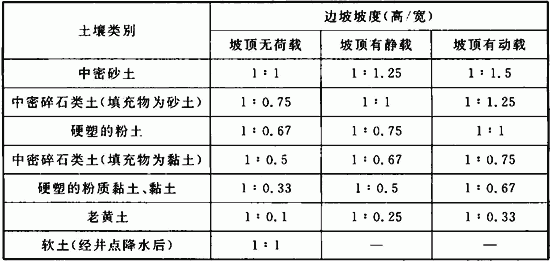 土壤类别 边坡坡度(高/宽)
坡顶无荷载 坡顶有静载 坡顶有动载
中密砂土 1∶1 1∶1.25 1∶1.5
中密碎石类土(填充物为砂土) 1∶0.75 1∶1 1∶1.25
硬塑的粉土 1∶0.67 1∶0.75 1∶1
中密碎石类土(填充物为黏土) 1∶0.5 1∶0.67 1∶0.75
硬塑的粉质黏土、黏土 1∶0.33 1∶0.5 1∶0.67
老黄土 1∶0.1 1∶0.25 1∶0.33
软土(经井点降水后) 1∶1 — —